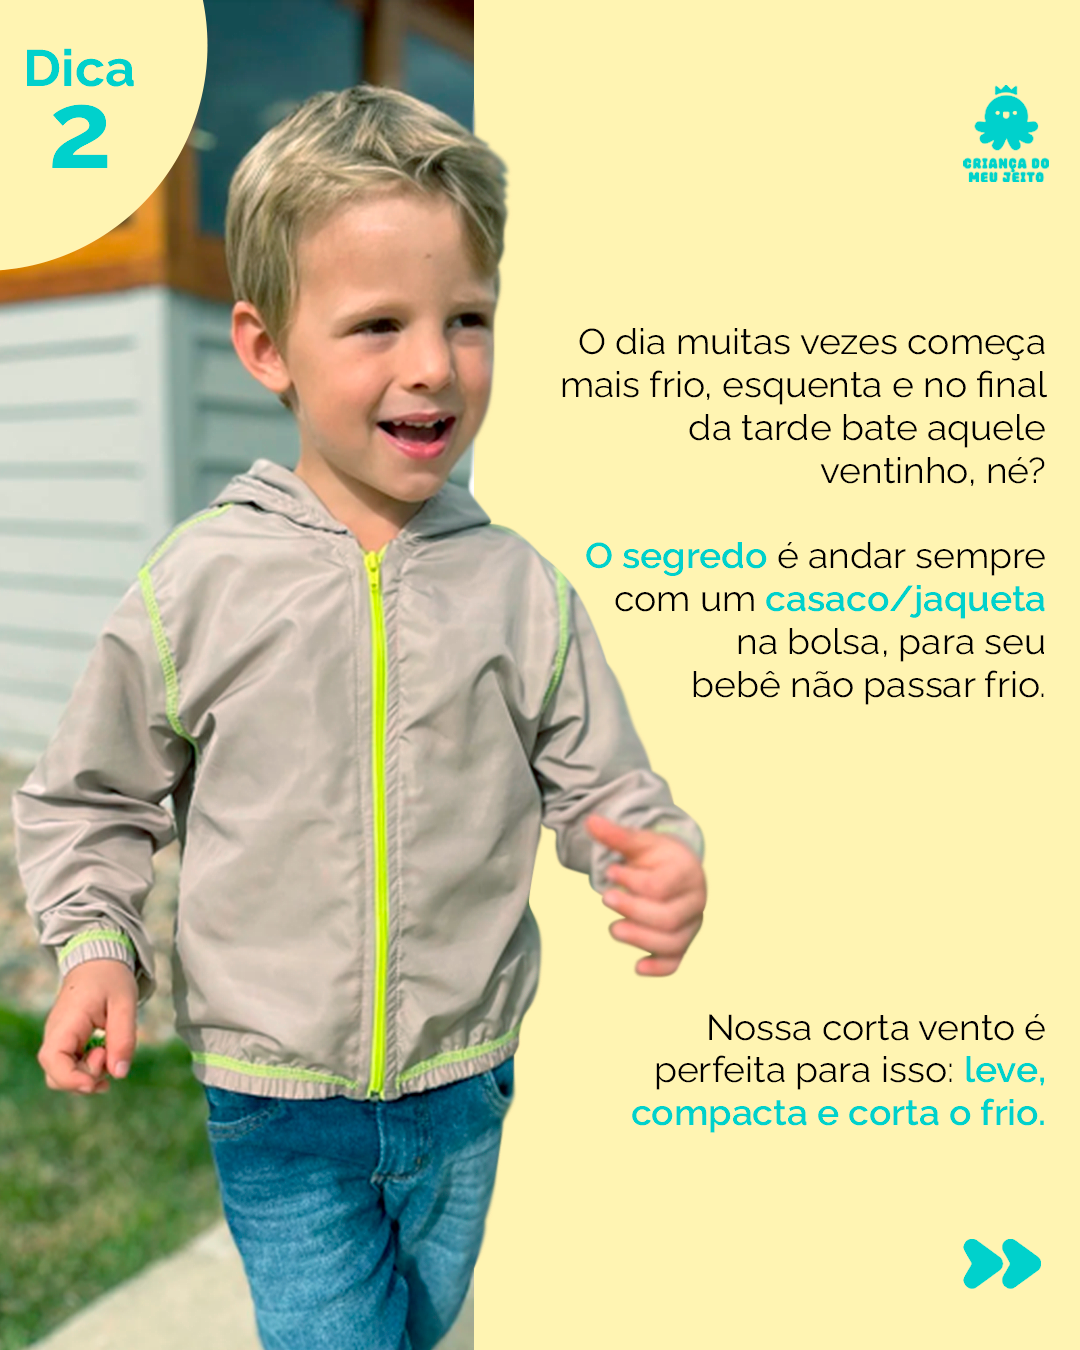 Dica
2
CRIANÇA DO
MEU JEITO
O dia muitas vezes começa
mais frio, esquenta e no final
da tarde bate aquele
ventinho, né?
O segredo é andar sempre
com um casaco/jaqueta
na bolsa, para seu
bebê não passar frio.
Nossa corta vento é
perfeita para isso: leve,
compacta e corta o frio.